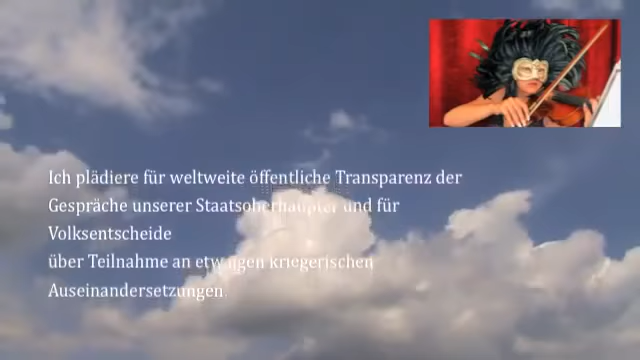 Ich plädiere für weltweite öffentliche Transparenz der
Gespräche unserer Staatsoberhäupter und für
Volksentscheide
über Teilnahme an etwaigen kriegerischen
Auseinandersetzungen.